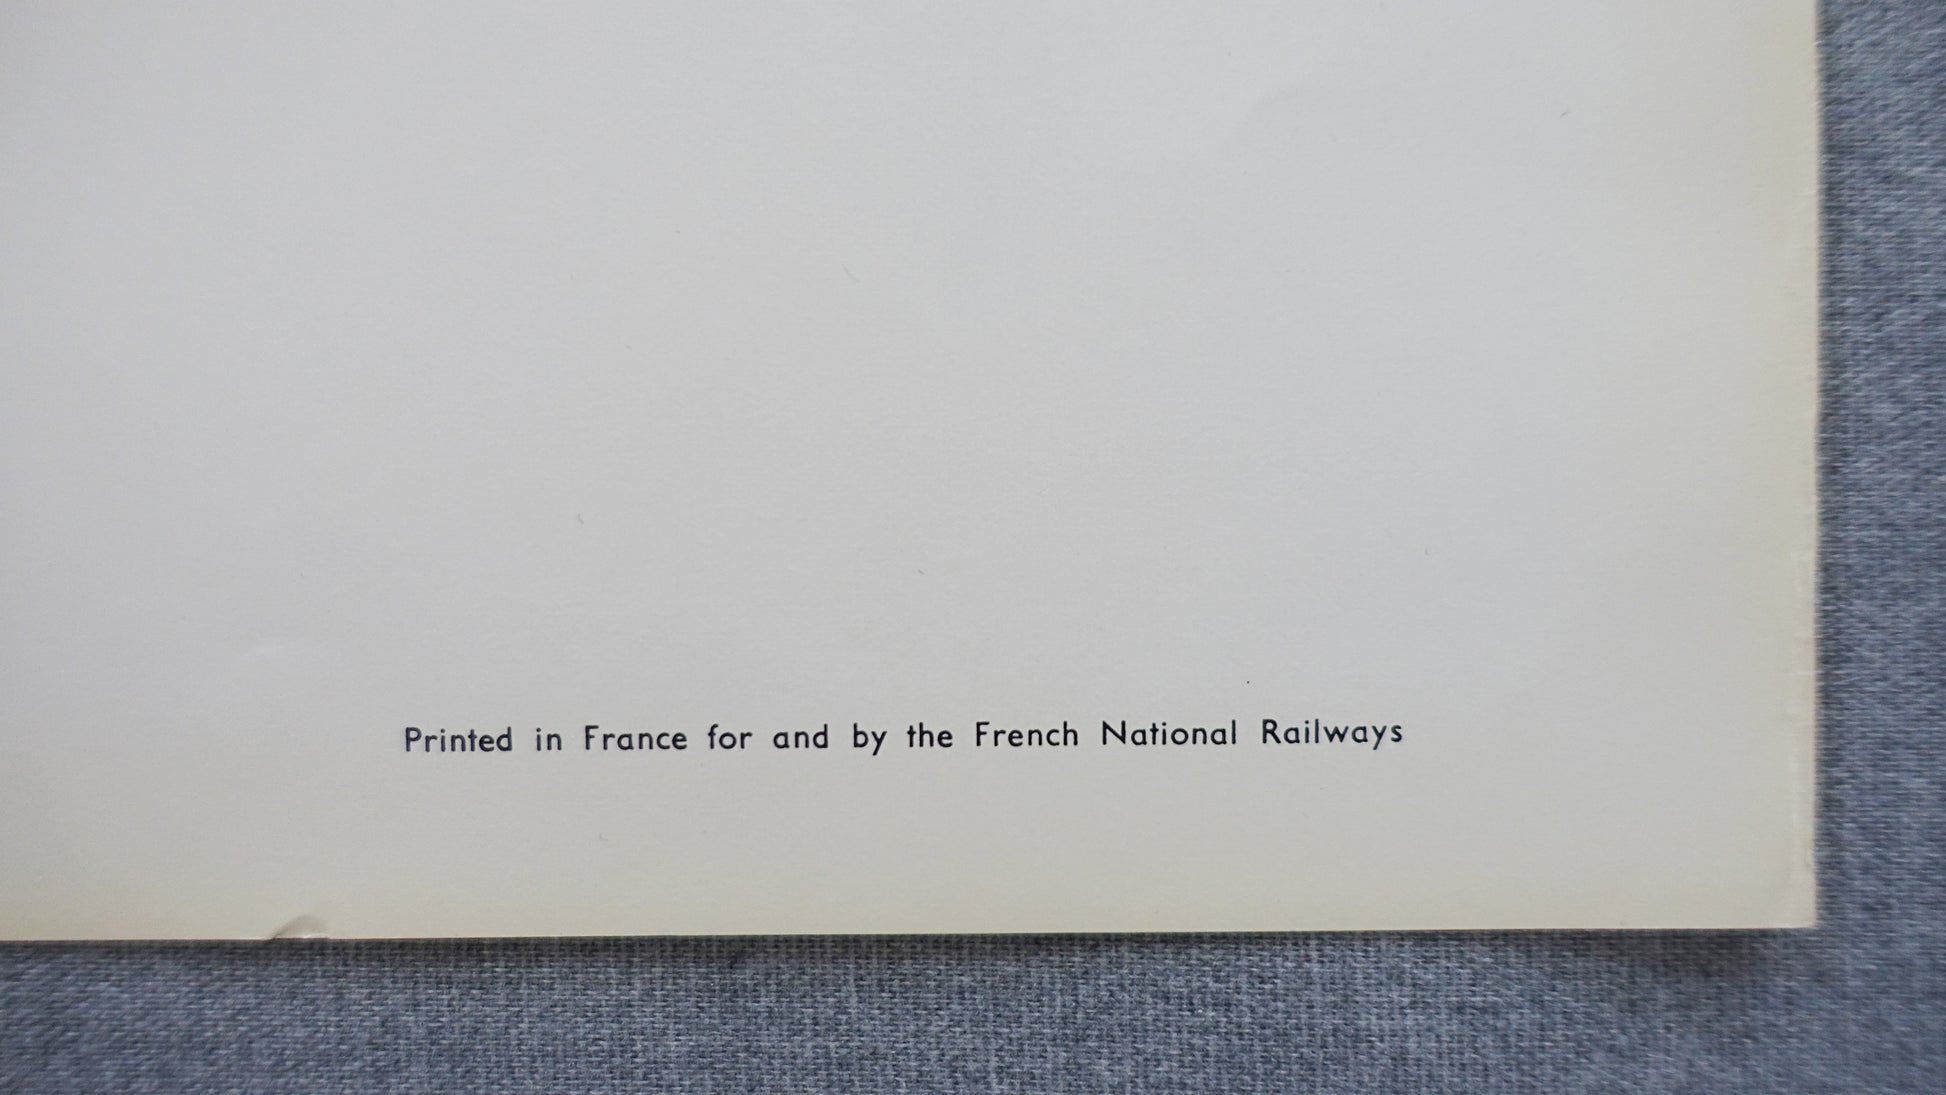 Printed in France for and by the French National Railways